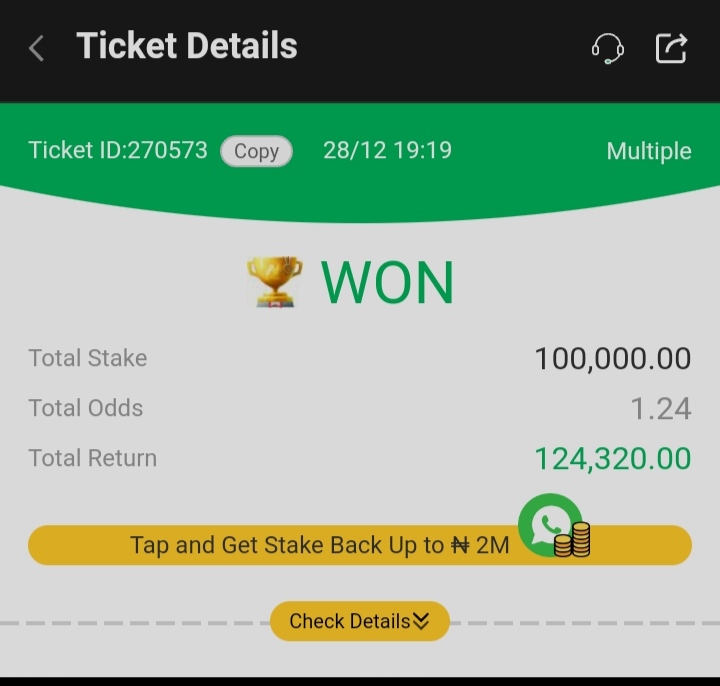 Ticket Details
Ticket ID:270573 Copy 28/12 19:19 Multiple
WON
Total Stake 100,000.00
Total Odds 1.24
Total Return 124,320.00
Tap and Get Stake Back Up to ₦ 2M
Check Details